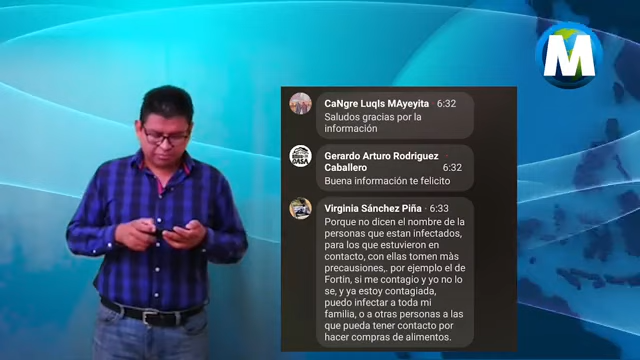 M
CaNgre LuqIs MAyeyita · 6:32
Saludos gracias por la
información
Gerardo Arturo Rodriguez
Caballero 6:32
Buena información te felicito
Virginia Sánchez Piña · 6:33
Porque no dicen el nombre de la
personas que estan infectados,
para los que estuvieron en
contacto, con ellas tomen màs
precausiones,. por ejemplo el de
Fortin, si me contagio y yo no lo
se, y ya estoy contagiada,
puedo infectar a toda mi
familia, o a otras personas a las
que pueda tener contacto por
hacer compras de alimentos.